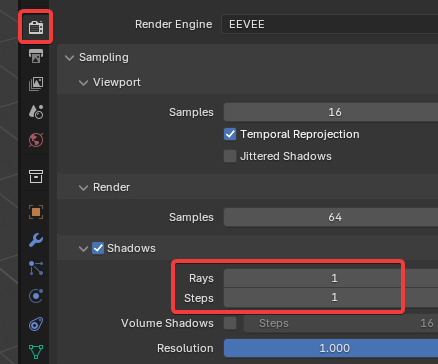 Render Engine EEVEE
Sampling
Viewport
Samples 16
Temporal Reprojection
Jittered Shadows
Render
Samples 64
Shadows
Rays 1
Steps 1
Volume Shadows Steps 16
Resolution 1.000